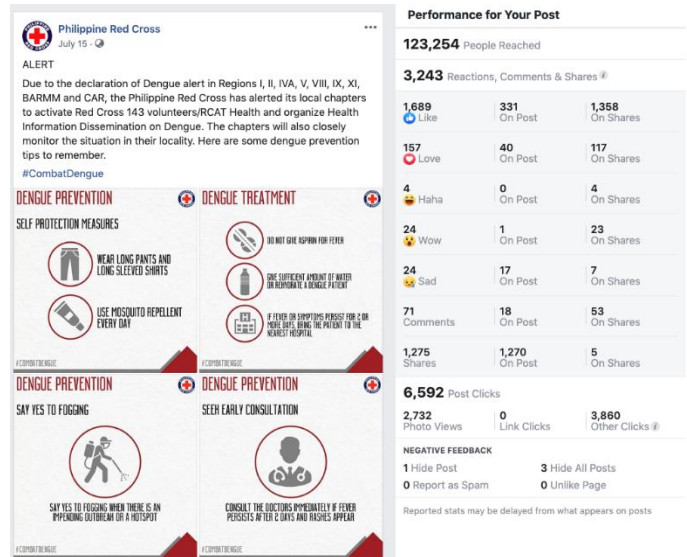 Philippine Red Cross
July 15
ALERT
Due to the declaration of Dengue alert in Regions I, II, IVA, V, VIII, IX, XI,
BARMM and CAR, the Philippine Red Cross has alerted its local chapters
to activate Red Cross 143 volunteers/RCAT Health and organize Health
Information Dissemination on Dengue. The chapters will also closely
monitor the situation in their locality. Here are some dengue prevention
tips to remember.
#CombatDengue
DENGUE PREVENTION
SELF PROTECTION MEASURES
WEAR LONG PANTS AND
LONG SLEEVED SHIRTS
USE MOSQUITO REPELLENT
EVERY DAY
#COMBATDENGUE
DENGUE TREATMENT
DO NOT GIVE ASPIRIN FOR FEVER
GIVE SUFFICIENT AMOUNT OF WATER
OR REHYDRATE A DENGUE PATIENT
IF FEVER OR SYMPTOMS PERSIST FOR 2 OR
MORE DAYS, BRING THE PATIENT TO THE
NEAREST HOSPITAL
#COMBATDENGUE
DENGUE PREVENTION
SAY YES TO FOGGING
SAY YES TO FOGGING WHEN THERE IS AN
IMPENDING OUTBREAK OR A HOTSPOT
#COMBATDENGUE
DENGUE PREVENTION
SEEK EARLY CONSULTATION
CONSULT THE DOCTORS IMMEDIATELY IF FEVER
PERSISTS AFTER 2 DAYS AND RASHES APPEAR
#COMBATDENGUE
Performance for Your Post
123,254 People Reached
3,243 Reactions, Comments & Shares
1,689 331 1,358
Like On Post On Shares
157 40 117
Love On Post On Shares
4 0 4
Haha On Post On Shares
24 1 23
Wow On Post On Shares
24 17 7
Sad On Post On Shares
71 18 53
Comments On Post On Shares
1,275 1,270 5
Shares On Post On Shares
6,592 Post Clicks
2,732 0 3,860
Photo Views Link Clicks Other Clicks
NEGATIVE FEEDBACK
1 Hide Post 3 Hide All Posts
0 Report as Spam 0 Unlike Page
Reported stats may be delayed from what appears on posts